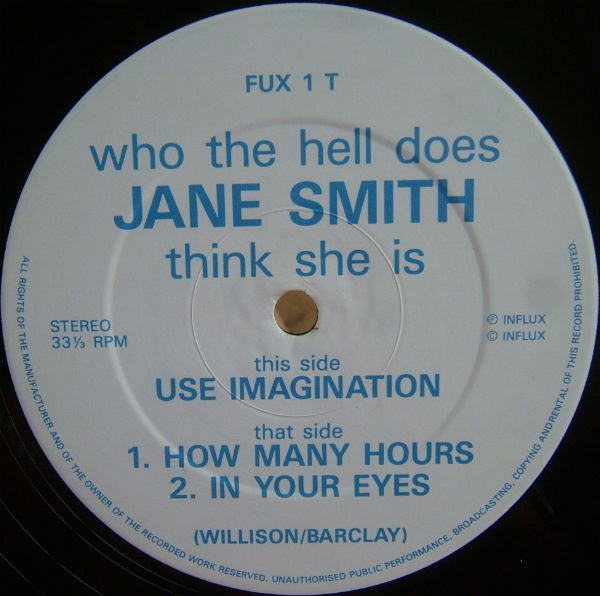 FUX 1 T
who the hell does
JANE SMITH
think she is
STEREO
33⅓ RPM
Ⓟ INFLUX
© INFLUX
this side
USE IMAGINATION
that side
1. HOW MANY HOURS
2. IN YOUR EYES
(WILLISON/BARCLAY)
ALL RIGHTS OF THE MANUFACTURER AND OF THE OWNER OF THE RECORDED WORK RESERVED. UNAUTHORISED PUBLIC PERFORMANCE, BROADCASTING, COPYING ANDRENTAL OF THIS RECORD PROHIBITED.